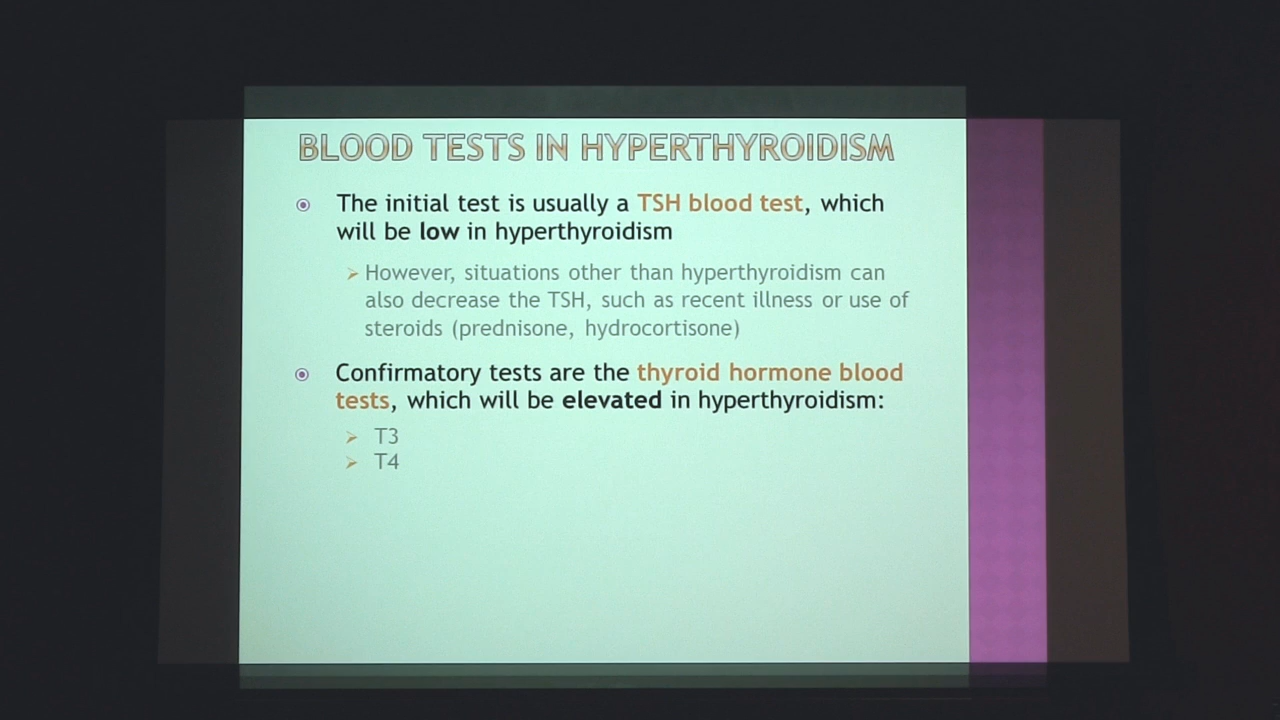 BLOOD TESTS IN HYPERTHYROIDISM
The initial test is usually a TSH blood test, which
will be low in hyperthyroidism
However, situations other than hyperthyroidism can
also decrease the TSH, such as recent illness or use of
steroids (prednisone, hydrocortisone)
Confirmatory tests are the thyroid hormone blood
tests, which will be elevated in hyperthyroidism:
T3
T4